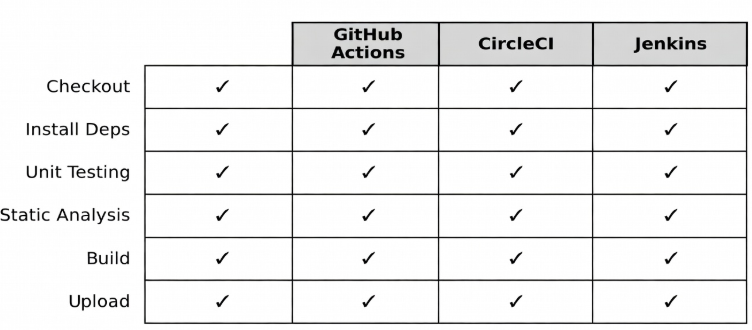 GitHub
Actions
CircleCI
Jenkins
Checkout ✓ ✓ ✓ ✓
Install Deps ✓ ✓ ✓ ✓
Unit Testing ✓ ✓ ✓ ✓
Static Analysis ✓ ✓ ✓ ✓
Build ✓ ✓ ✓ ✓
Upload ✓ ✓ ✓ ✓